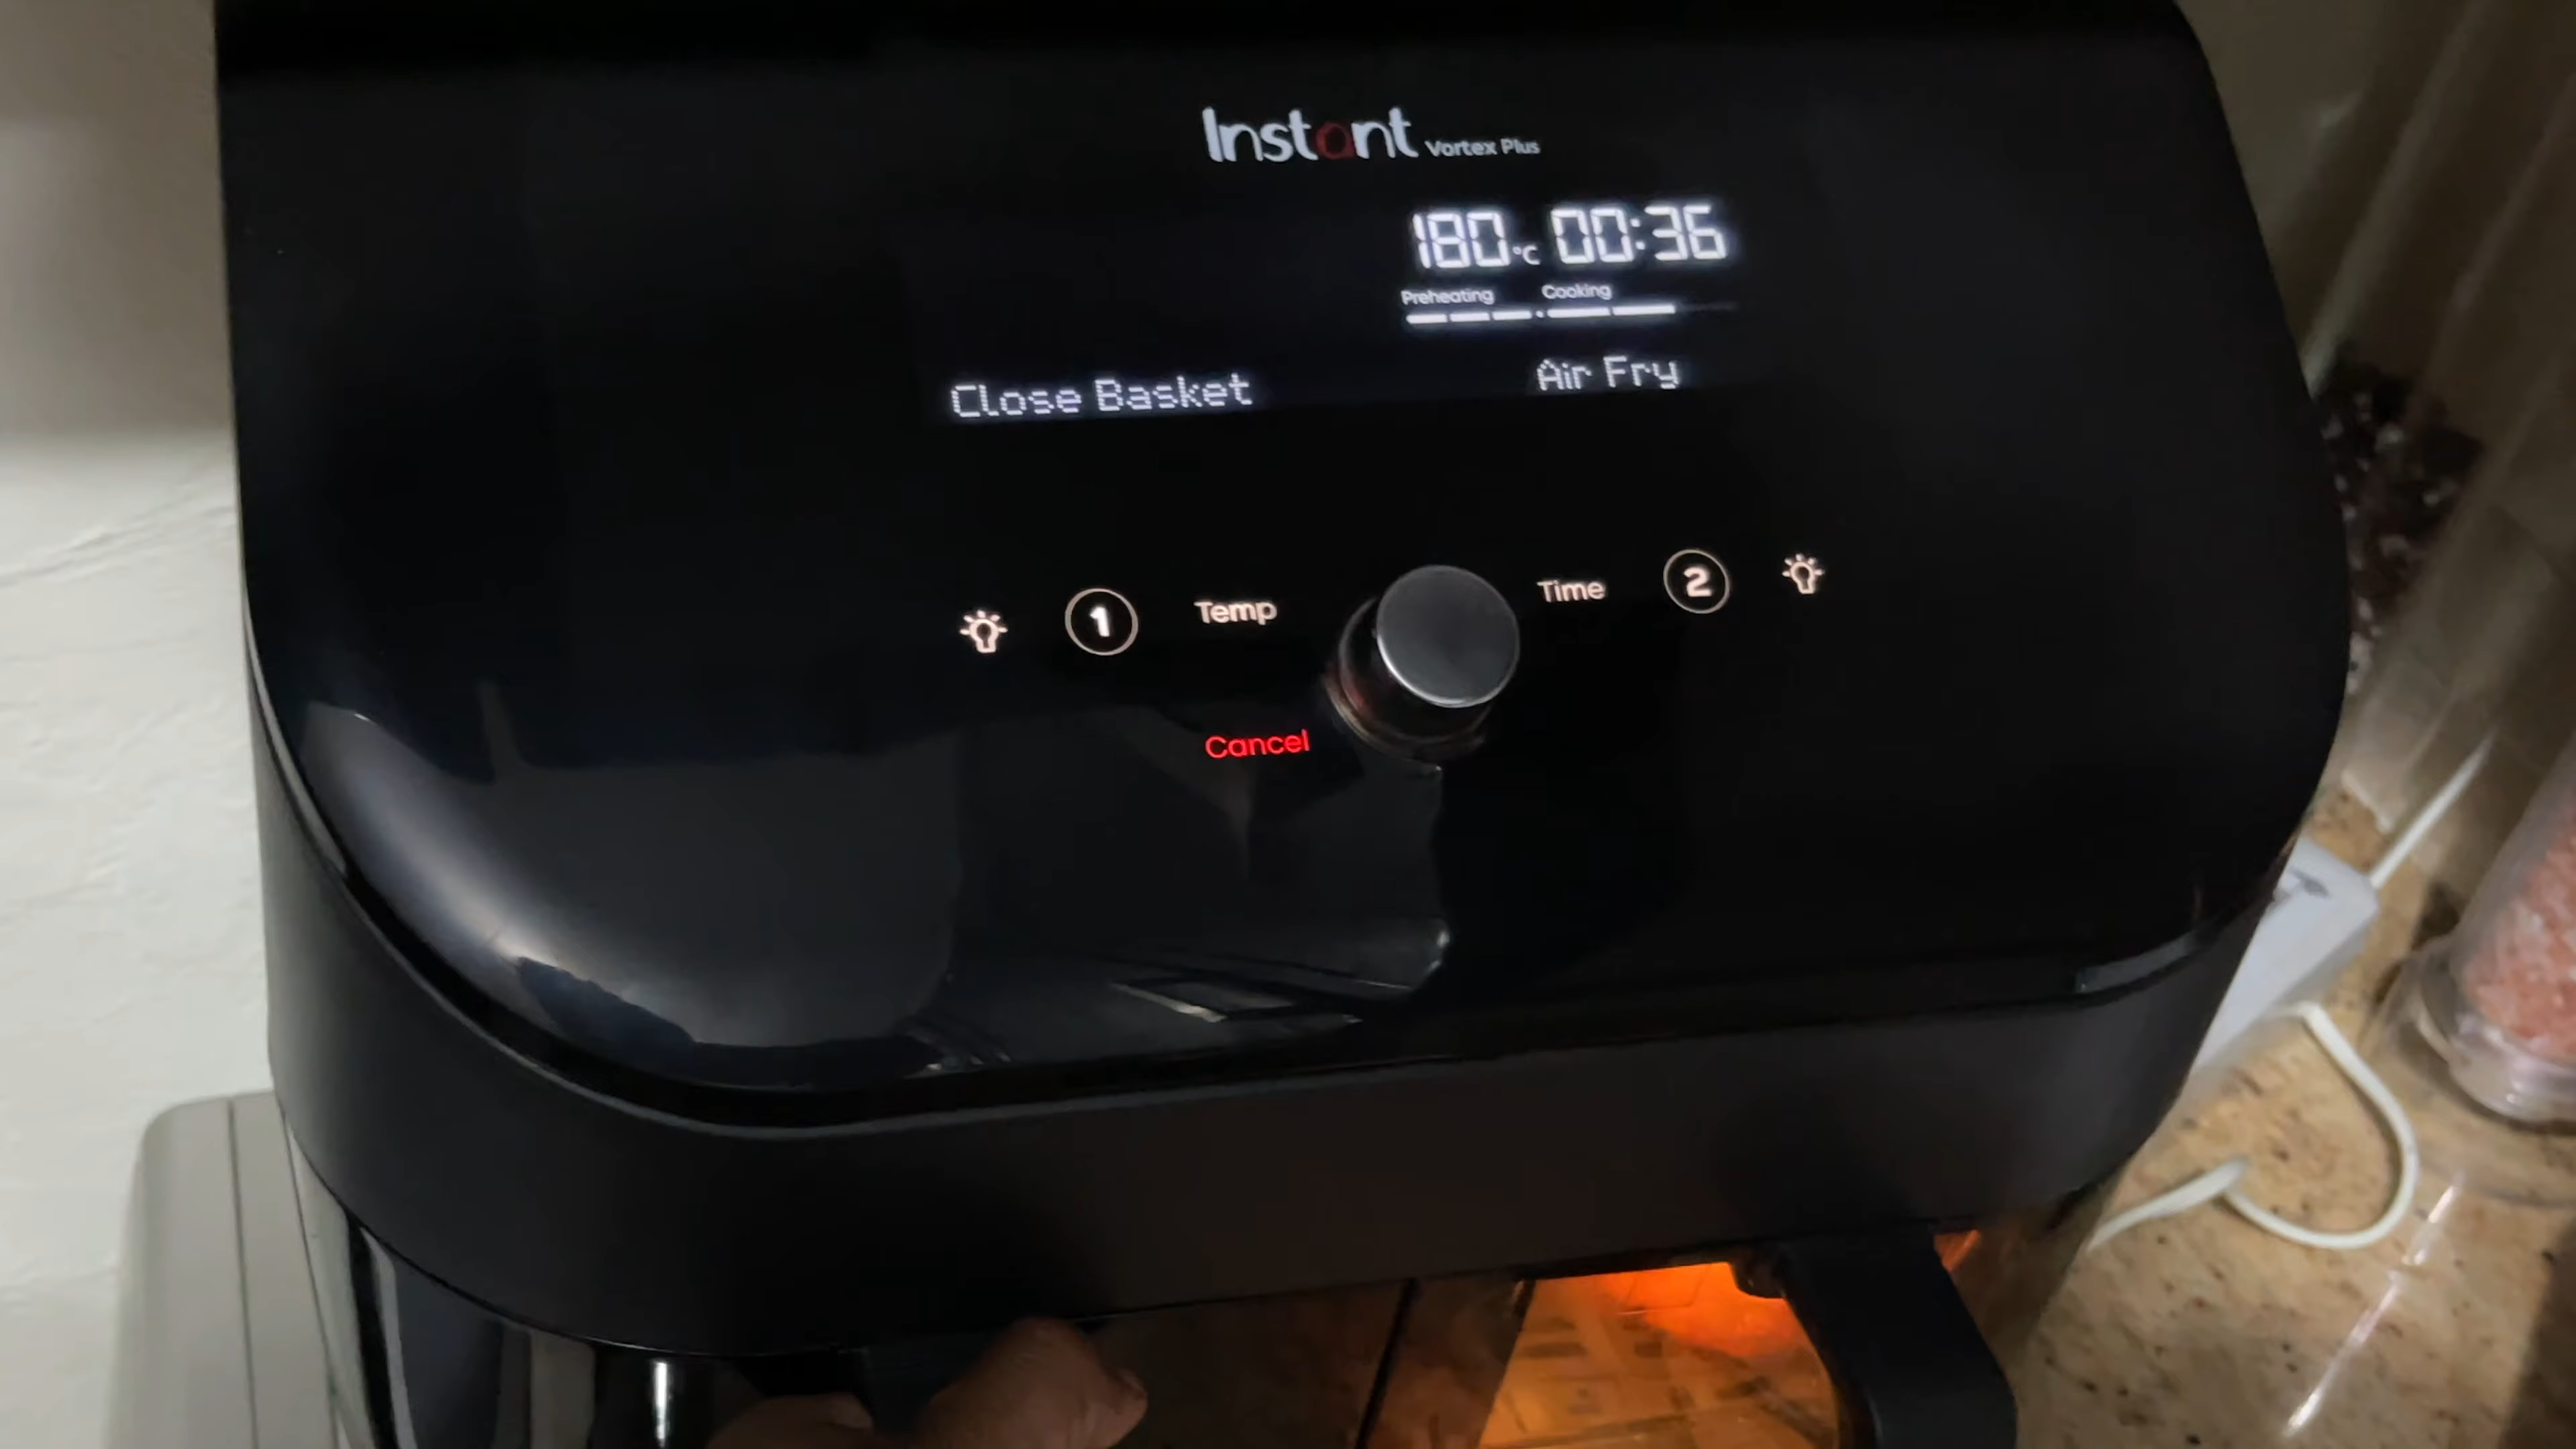 Instant Vortex Plus
180°C 00:36
Preheating Cooking
Close Basket Air Fry
1 Temp Time 2
Cancel